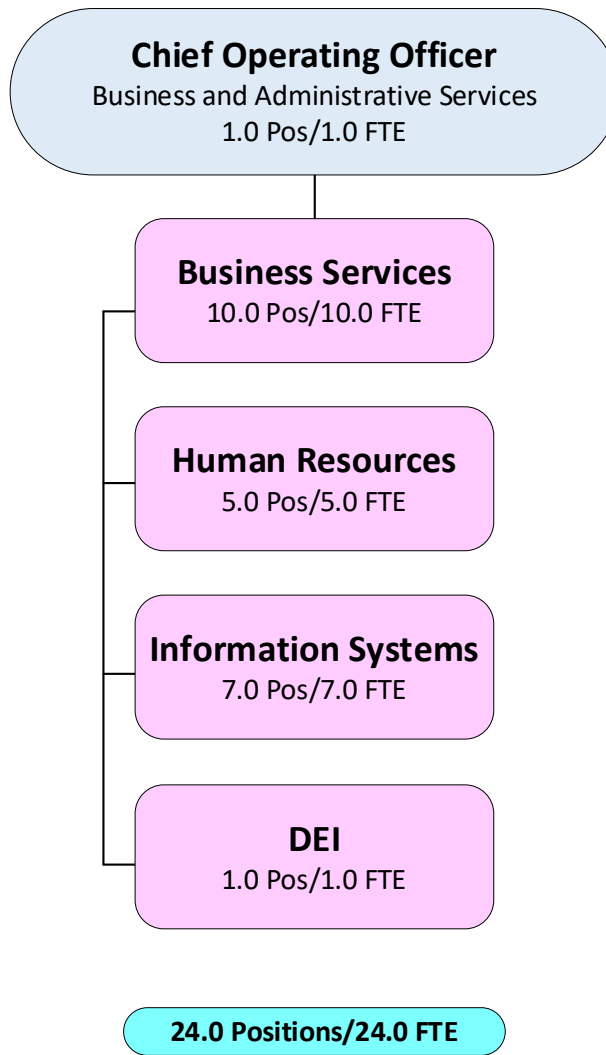 Chief Operating Officer
Business and Administrative Services
1.0 Pos/1.0 FTE
Business Services
10.0 Pos/10.0 FTE
Human Resources
5.0 Pos/5.0 FTE
Information Systems
7.0 Pos/7.0 FTE
DEI
1.0 Pos/1.0 FTE
24.0 Positions/24.0 FTE